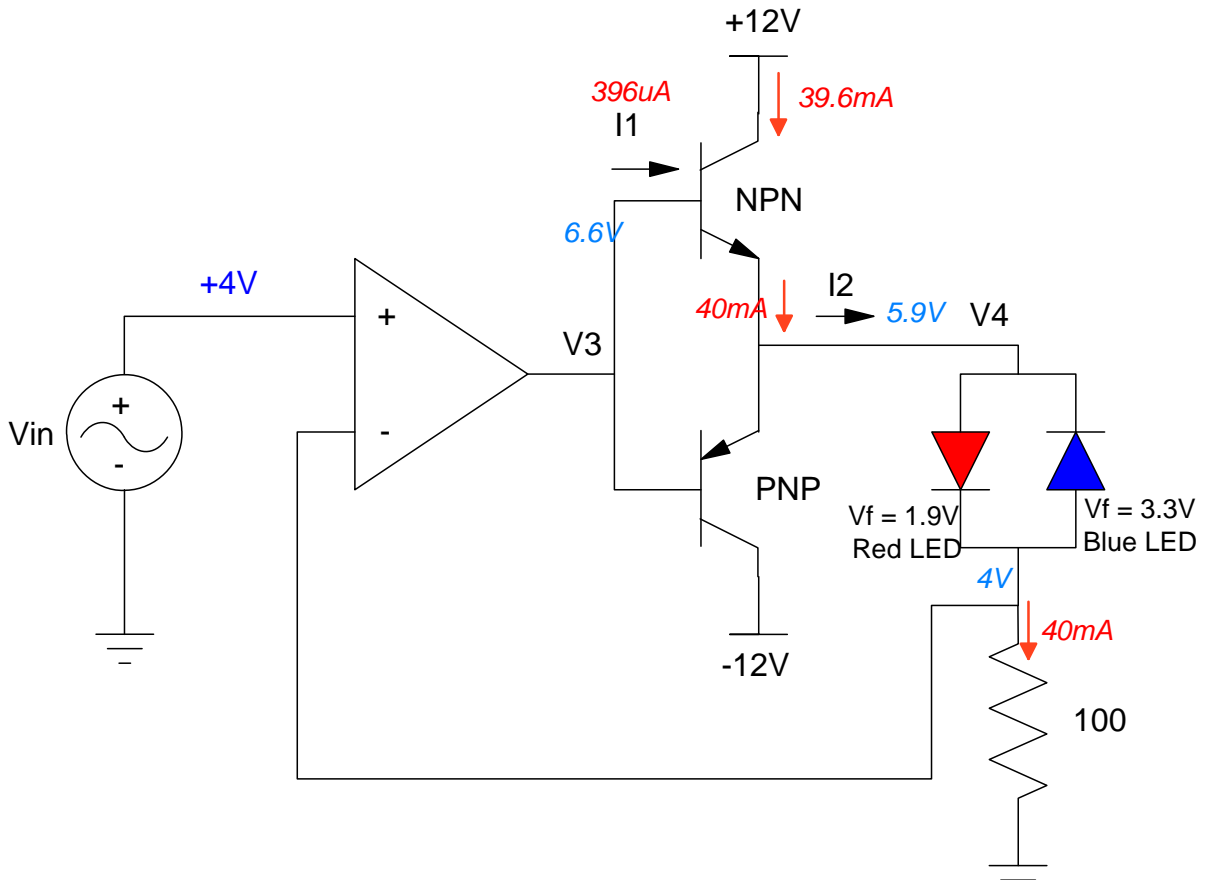 +12V
396uA
39.6mA
I1
NPN
6.6V
+4V
I2
40mA
5.9V
V4
+
V3
+
Vin
-
-
PNP
Vf = 1.9V
Red LED
Vf = 3.3V
Blue LED
4V
40mA
-12V
100